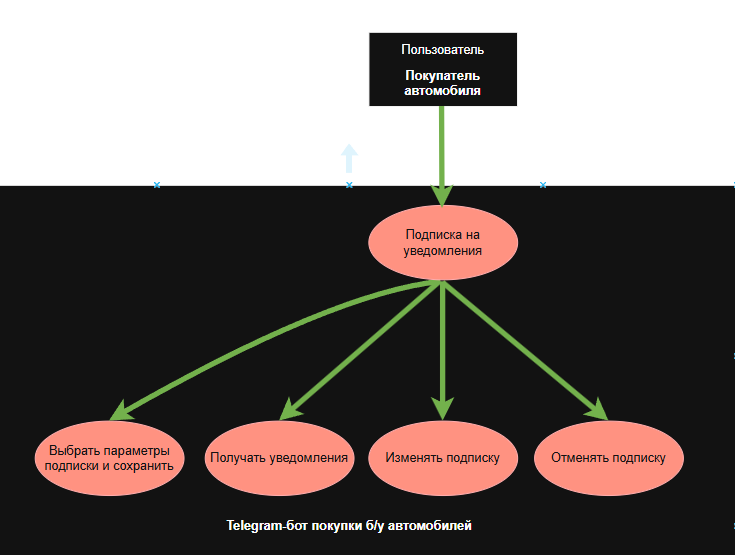 Пользователь
Покупатель
автомобиля
Подписка на
уведомления
Выбрать параметры
подписки и сохранить
Получать уведомления
Изменять подписку
Отменять подписку
Telegram-бот покупки б/у автомобилей